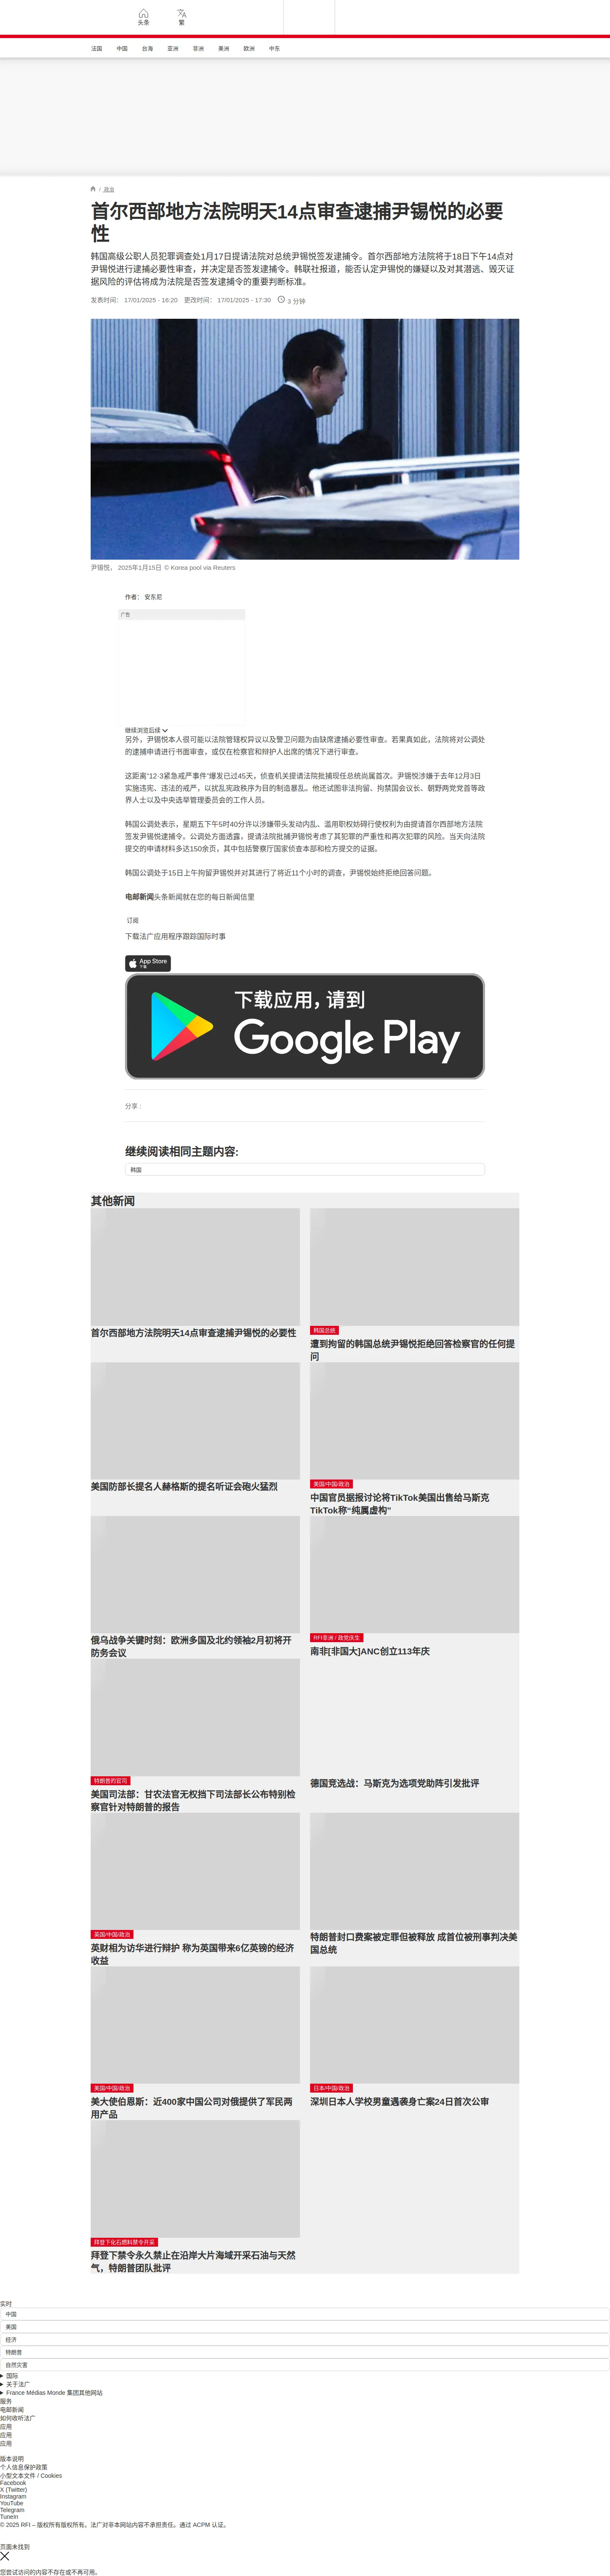 头条
繁
法国
中国
台海
亚洲
非洲
美洲
欧洲
中东
/ 政治
首尔西部地方法院明天14点审查逮捕尹锡悦的必要
性
韩国高级公职人员犯罪调查处1月17日提请法院对总统尹锡悦签发逮捕令。首尔西部地方法院将于18日下午14点对
尹锡悦进行逮捕必要性审查，并决定是否签发逮捕令。韩联社报道，能否认定尹锡悦的嫌疑以及对其潜逃、毁灭证
据风险的评估将成为法院是否签发逮捕令的重要判断标准。
发表时间： 17/01/2025 - 16:20 更改时间： 17/01/2025 - 17:30 3 分钟
尹锡悦， 2025年1月15日 © Korea pool via Reuters
作者： 安东尼
广告
继续浏览后续
另外，尹锡悦本人很可能以法院管辖权异议以及警卫问题为由缺席逮捕必要性审查。若果真如此，法院将对公调处
的逮捕申请进行书面审查，或仅在检察官和辩护人出席的情况下进行审查。
这距离“12·3紧急戒严事件”爆发已过45天，侦查机关提请法院批捕现任总统尚属首次。尹锡悦涉嫌于去年12月3日
实施违宪、违法的戒严，以扰乱宪政秩序为目的制造暴乱。他还试图非法拘留、拘禁国会议长、朝野两党党首等政
界人士以及中央选举管理委员会的工作人员。
韩国公调处表示，星期五下午5时40分许以涉嫌带头发动内乱、滥用职权妨碍行使权利为由提请首尔西部地方法院
签发尹锡悦逮捕令。公调处方面透露，提请法院批捕尹锡悦考虑了其犯罪的严重性和再次犯罪的风险。当天向法院
提交的申请材料多达150余页，其中包括警察厅国家侦查本部和检方提交的证据。
韩国公调处于15日上午拘留尹锡悦并对其进行了将近11个小时的调查，尹锡悦始终拒绝回答问题。
电邮新闻头条新闻就在您的每日新闻信里
订阅
下载法广应用程序跟踪国际时事
App Store
下载
下载应用，请到
Google Play
分享 :
继续阅读相同主题内容:
韩国
其他新闻
首尔西部地方法院明天14点审查逮捕尹锡悦的必要性
韩国总统
遭到拘留的韩国总统尹锡悦拒绝回答检察官的任何提
问
美国防部长提名人赫格斯的提名听证会砲火猛烈
美国/中国/政治
中国官员据报讨论将TikTok美国出售给马斯克
TikTok称“纯属虚构”
俄乌战争关键时刻：欧洲多国及北约领袖2月初将开
防务会议
RFI非洲 / 政党庆生
南非[非国大]ANC创立113年庆
特朗普的官司
美国司法部：甘农法官无权挡下司法部长公布特别检
察官针对特朗普的报告
德国竞选战：马斯克为选项党助阵引发批评
英国/中国/政治
英财相为访华进行辩护 称为英国带来6亿英镑的经济
收益
特朗普封口费案被定罪但被释放 成首位被刑事判决美
国总统
美国/中国/政治
美大使伯恩斯：近400家中国公司对俄提供了军民两
用产品
日本/中国/政治
深圳日本人学校男童遇袭身亡案24日首次公审
拜登下化石燃料禁令开采
拜登下禁令永久禁止在沿岸大片海域开采石油与天然
气，特朗普团队批评
实时
中国
美国
经济
特朗普
自然灾害
国际
关于法广
France Médias Monde 集团其他网站
服务
电邮新闻
如何收听法广
应用
应用
应用
版本说明
个人信息保护政策
小型文本文件 / Cookies
Facebook
X (Twitter)
Instagram
YouTube
Telegram
TuneIn
© 2025 RFI – 版权所有版权所有。法广对非本网站内容不承担责任。通过 ACPM 认证。
页面未找到
您尝试访问的内容不存在或不再可用。